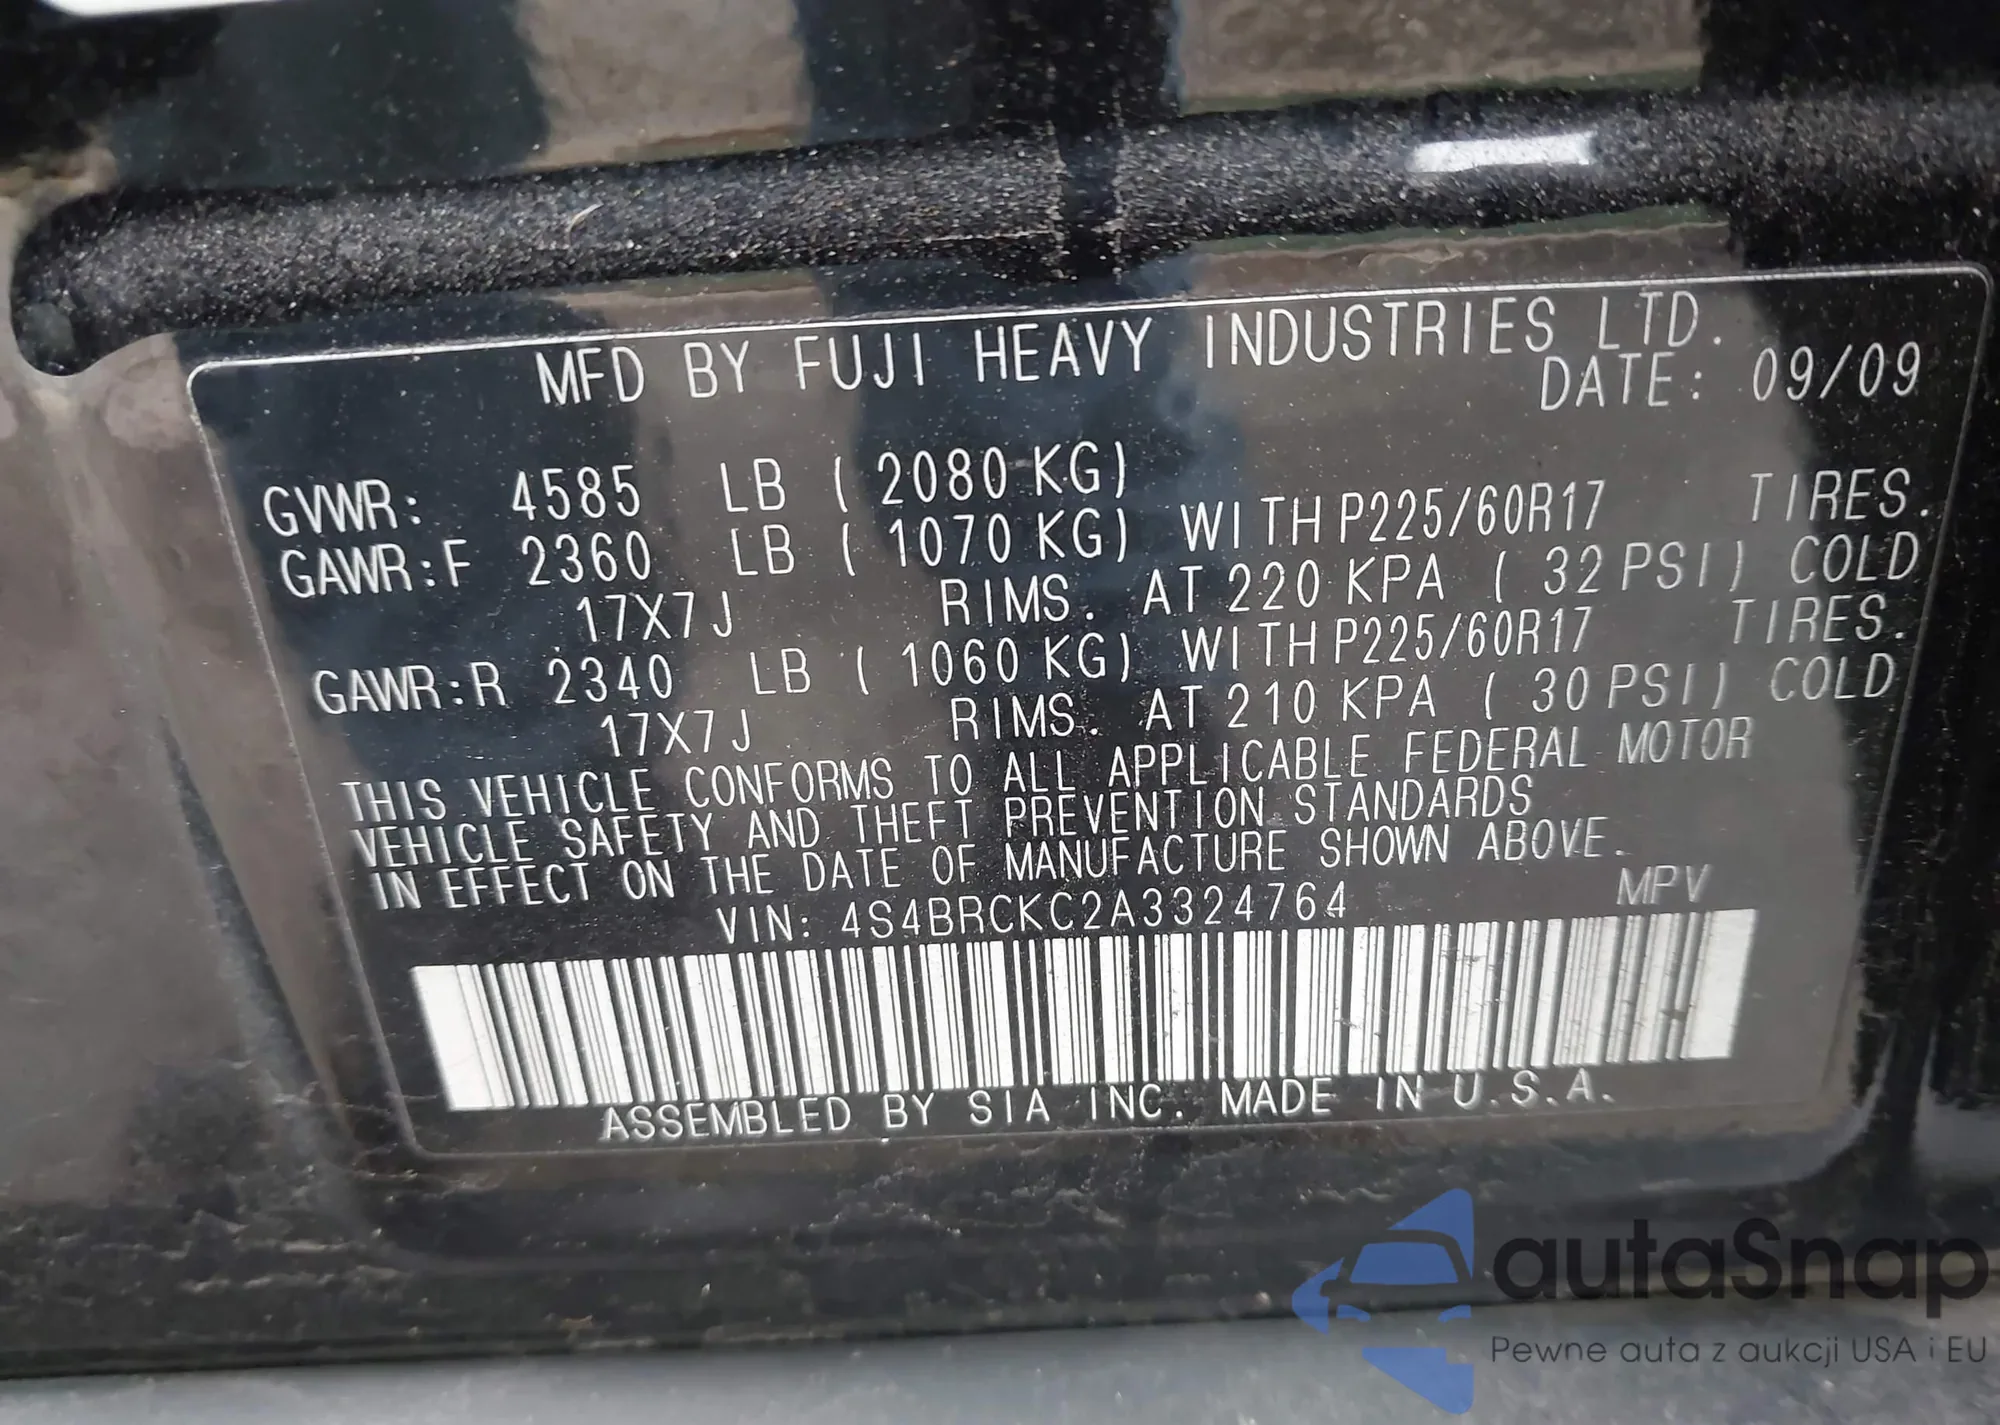 MFD BY FUJI HEAVY INDUSTRIES LTD.
DATE: 09/09
GVWR: 4585 LB ( 2080 KG)
GAWR:F 2360 LB ( 1070 KG) WITH P225/60R17 TIRES.
17X7J RIMS. AT 220 KPA ( 32 PSI) COLD
GAWR:R 2340 LB ( 1060 KG) WITH P225/60R17 TIRES.
17X7J RIMS. AT 210 KPA ( 30 PSI) COLD
THIS VEHICLE CONFORMS TO ALL APPLICABLE FEDERAL MOTOR
VEHICLE SAFETY AND THEFT PREVENTION STANDARDS
IN EFFECT ON THE DATE OF MANUFACTURE SHOWN ABOVE.
VIN: 4S4BRCKC2A3324764 MPV
ASSEMBLED BY SIA INC. MADE IN U.S.A.
autaSnap
Pewne auta z aukcji USA i EU